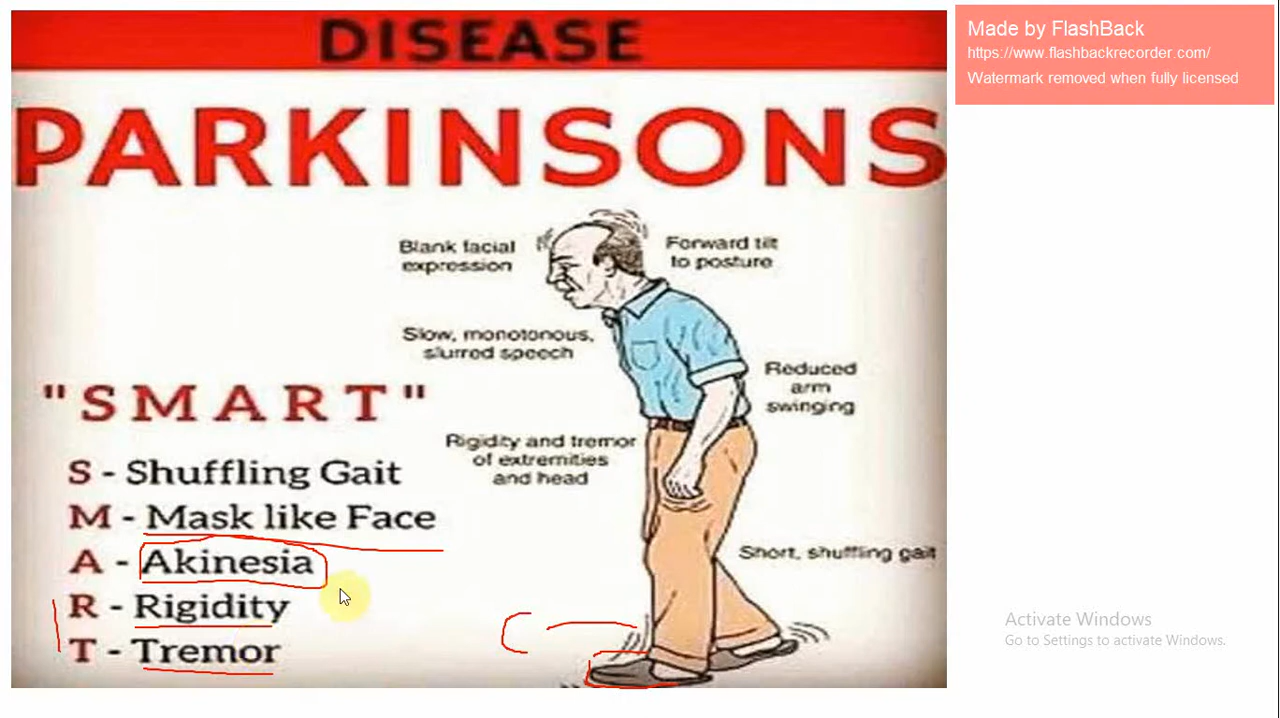 DISEASE
PARKINSONS
Blank facial
expression
Forward tilt
to posture
Slow, monotonous,
slurred speech
Reduced
arm
swinging
Rigidity and tremor
of extremities
and head
Short, shuffling gait
"SMART"
S - Shuffling Gait
M - Mask like Face
A - Akinesia
R - Rigidity
T - Tremor
Made by FlashBack
https://www.flashbackrecorder.com/
Watermark removed when fully licensed
Activate Windows
Go to Settings to activate Windows.